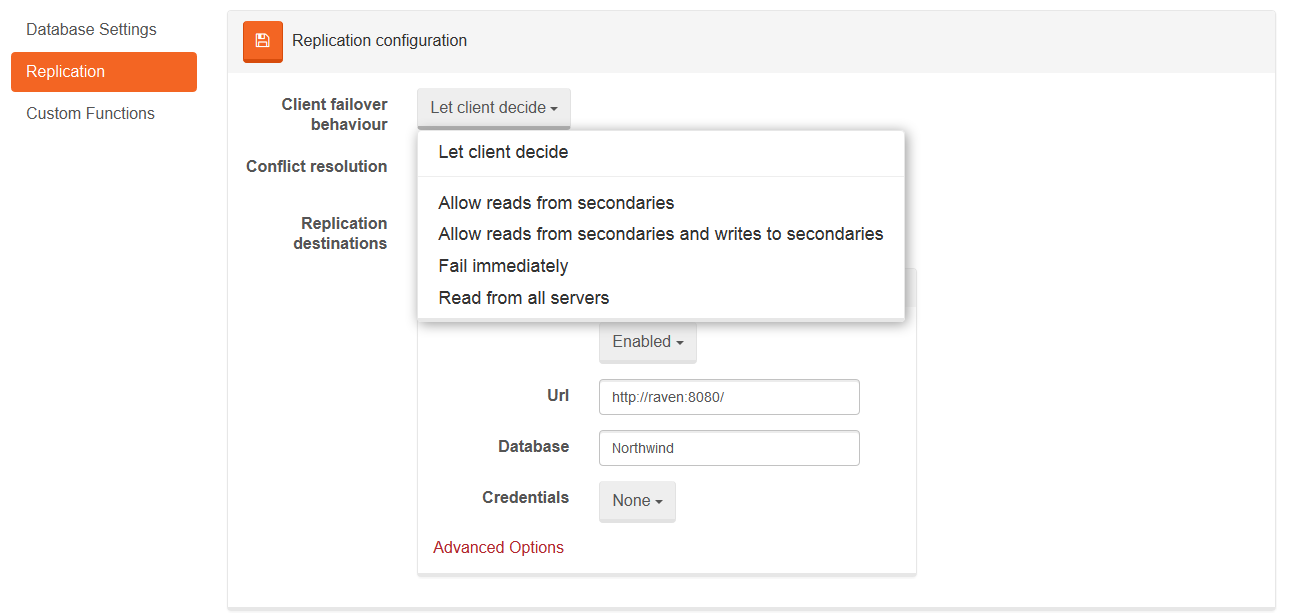 Database Settings
Replication
Custom Functions
Replication configuration
Client failover
behaviour
Let client decide
Let client decide
Allow reads from secondaries
Allow reads from secondaries and writes to secondaries
Fail immediately
Read from all servers
Conflict resolution
Replication
destinations
Enabled
Url
http://raven:8080/
Database
Northwind
Credentials
None
Advanced Options